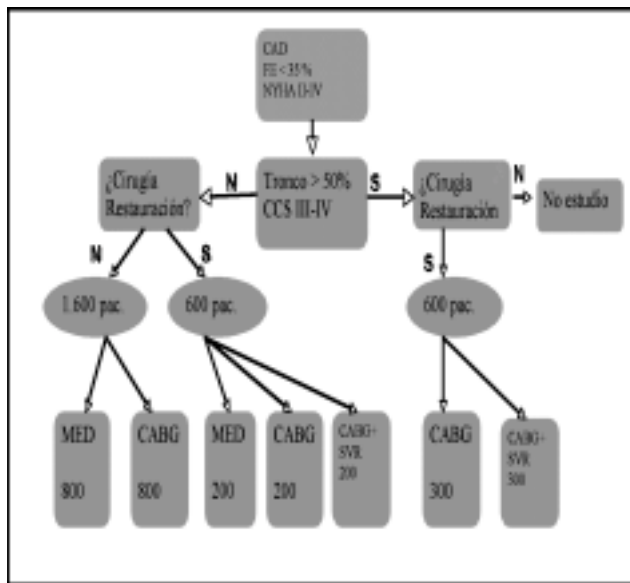 CAD
FE < 35%
NYHA II-IV
¿Cirugía
Restauración?
N
Tronco > 50%
CCS III-IV
S
¿Cirugía
Restauración
N
No estudio
N
S
S
1.600 pac.
600 pac.
600 pac.
MED
800
CABG
800
MED
200
CABG
200
CABG+
SVR
200
CABG
300
CABG+
SVR
300